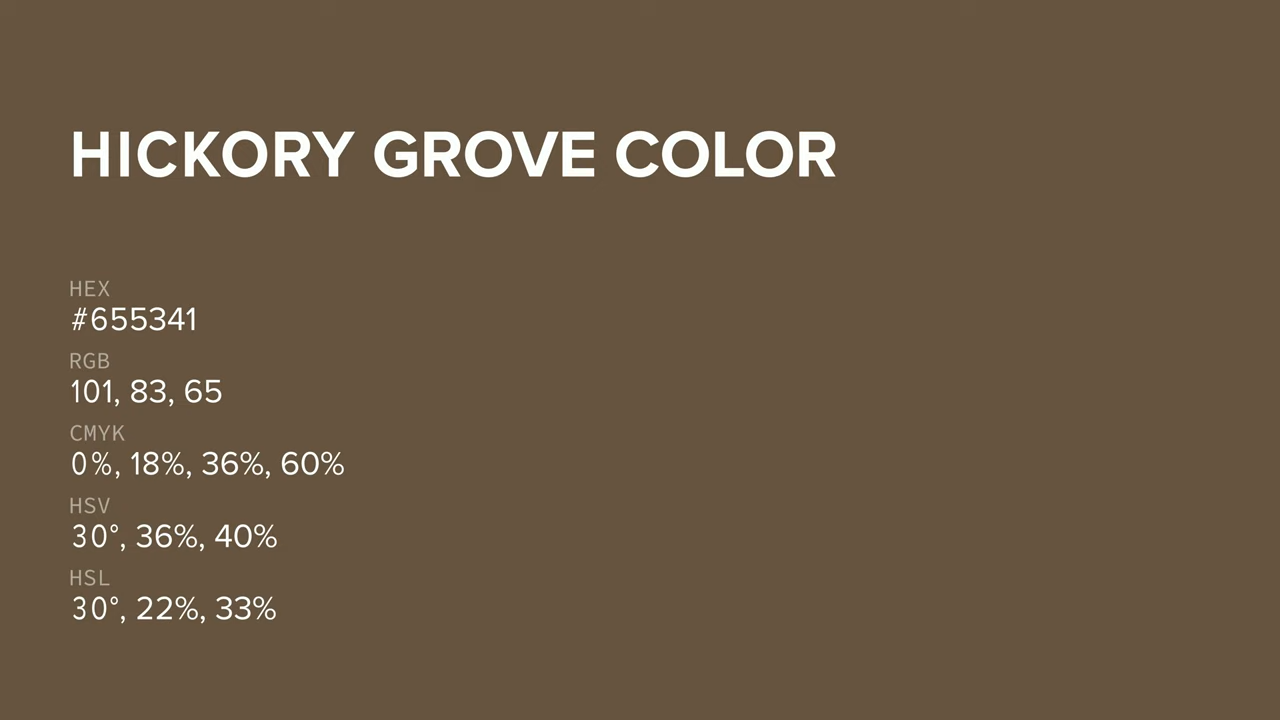 HICKORY GROVE COLOR
HEX
#655341
RGB
101, 83, 65
CMYK
0%, 18%, 36%, 60%
HSV
30°, 36%, 40%
HSL
30°, 22%, 33%